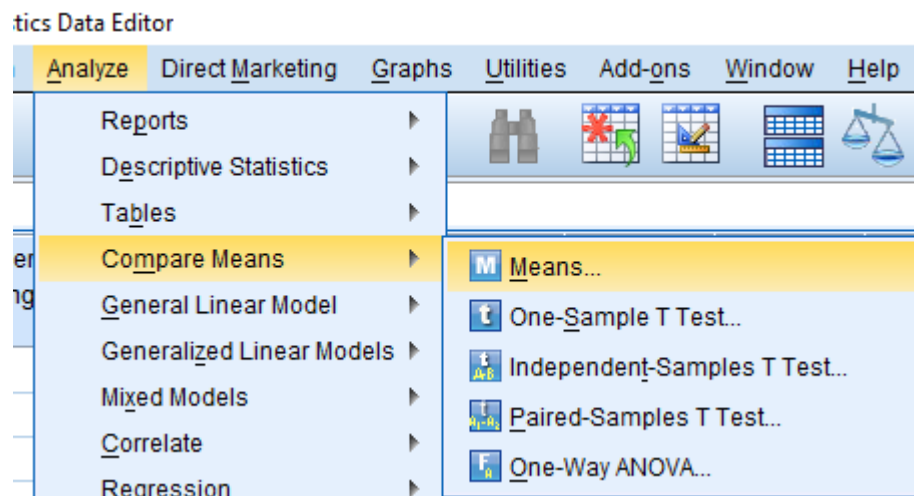 stics Data Editor
Analyze Direct Marketing Graphs Utilities Add-ons Window Help
Reports
Descriptive Statistics
Tables
Compare Means
General Linear Model
Generalized Linear Models
Mixed Models
Correlate
Regression
M Means...
t One-Sample T Test...
Independent-Samples T Test...
Paired-Samples T Test...
One-Way ANOVA...